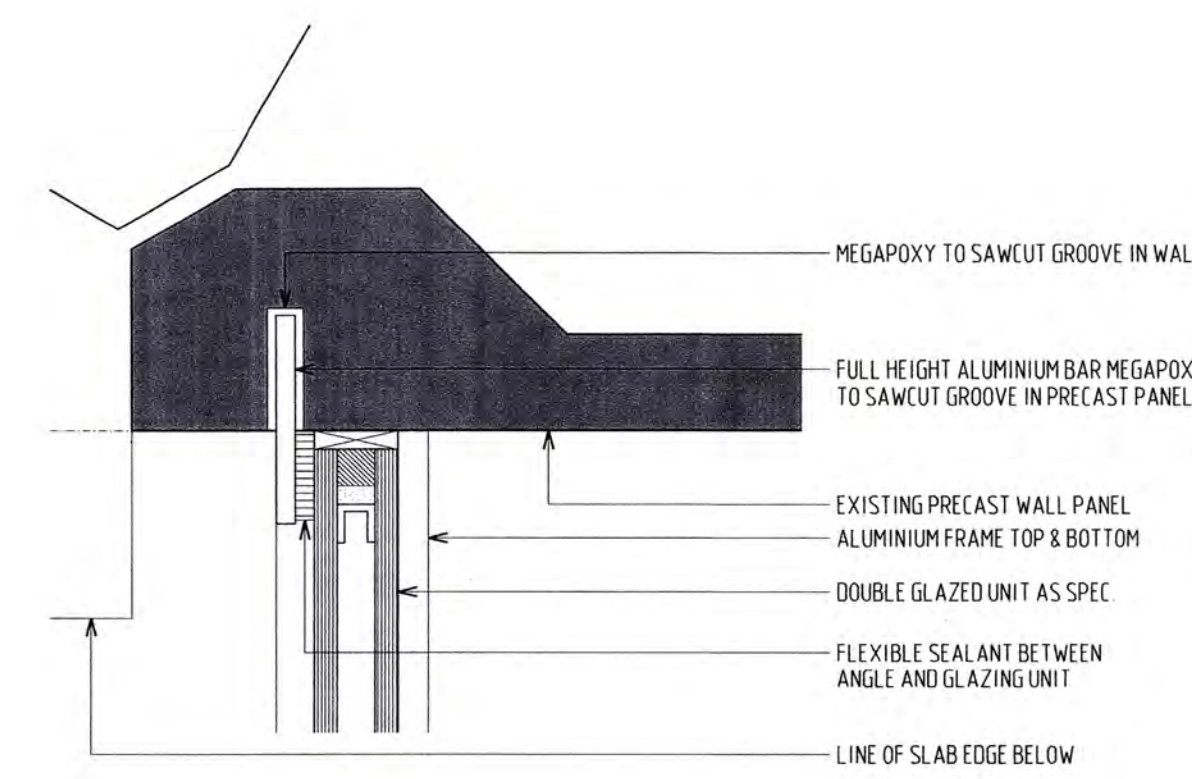 MEGAPOXY TO SAWCUT GROOVE IN WAL
FULL HEIGHT ALUMINIUM BAR MEGAPOX
TO SAWCUT GROOVE IN PRECAST PANEL
EXISTING PRECAST WALL PANEL
ALUMINIUM FRAME TOP & BOTTOM
DOUBLE GLAZED UNIT AS SPEC.
FLEXIBLE SEALANT BETWEEN
ANGLE AND GLAZING UNIT
LINE OF SLAB EDGE BELOW